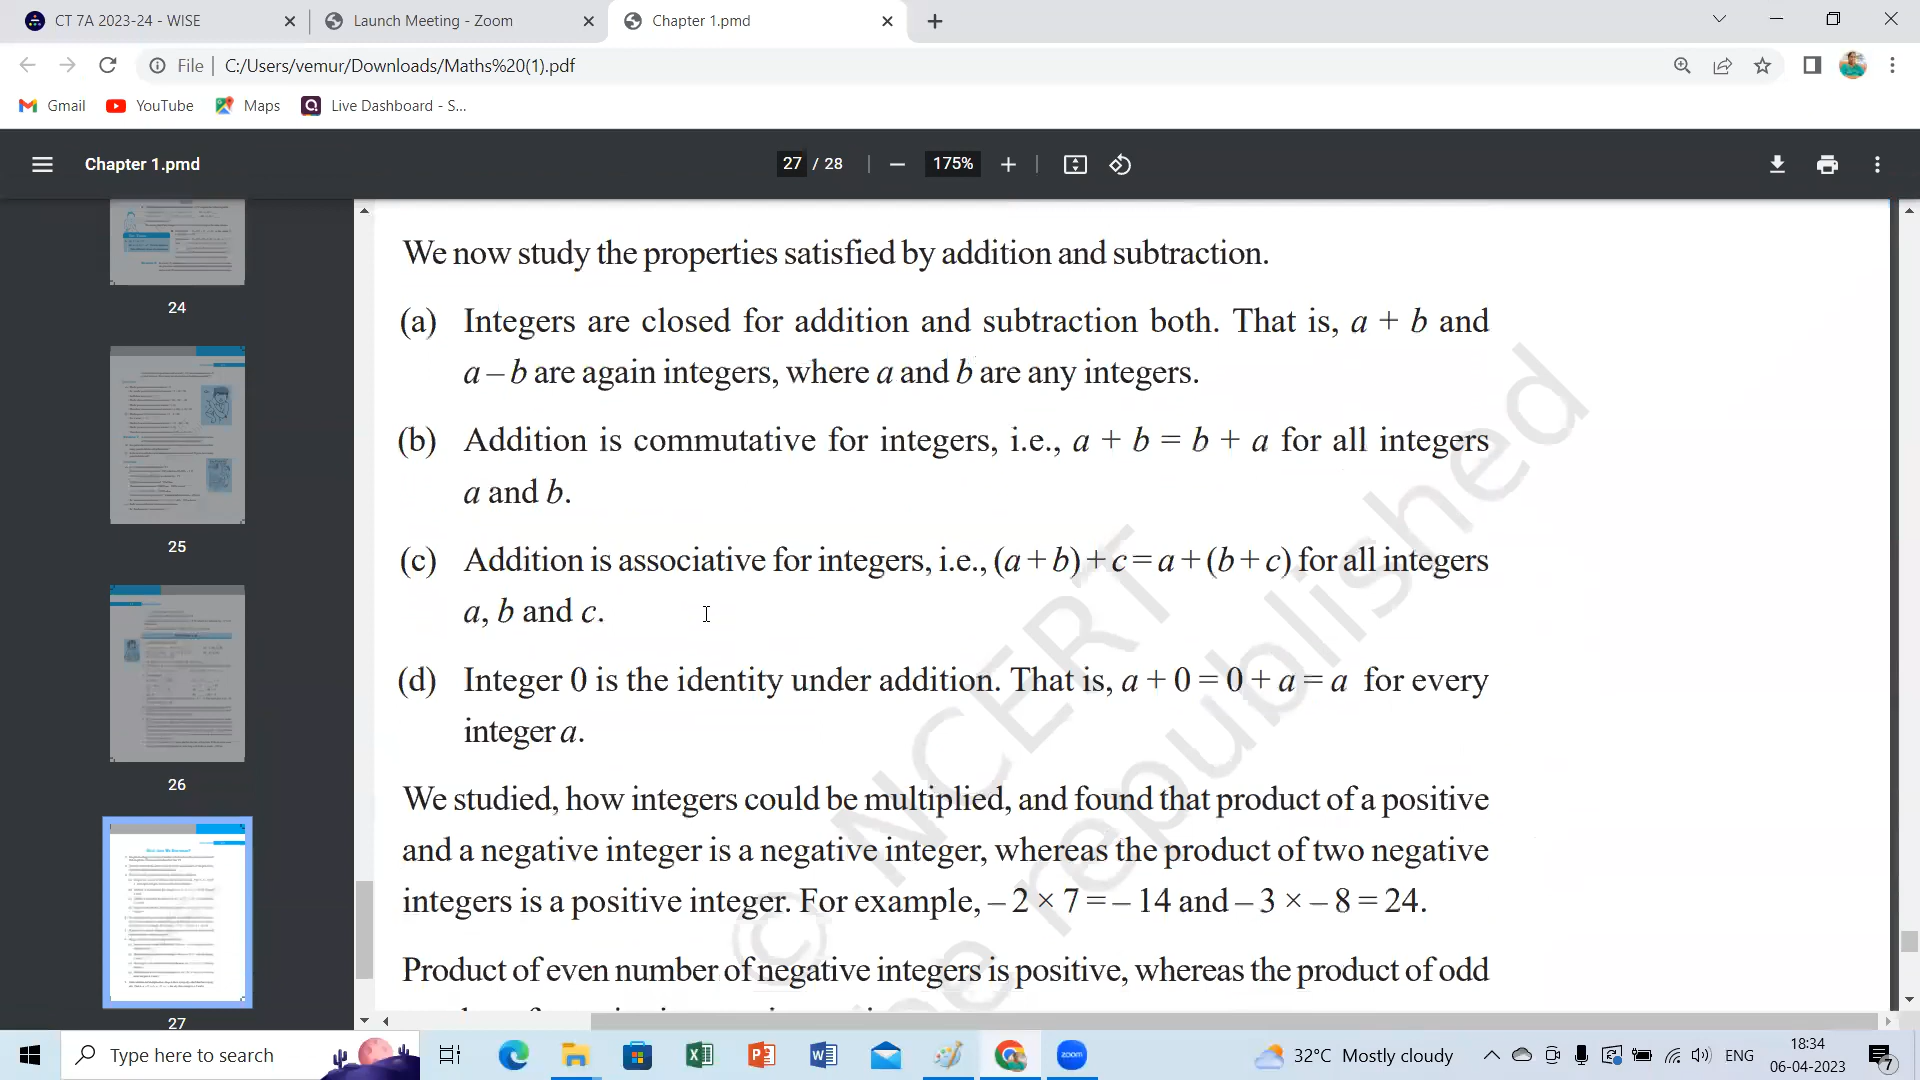 CT 7A 2023-24 - WISE
Launch Meeting - Zoom
Chapter 1.pmd
File
C:/Users/vemur/Downloads/Maths%20(1).pdf
Gmail
YouTube
Maps
Live Dashboard - S...
Chapter 1.pmd
27 / 28
175%
24
25
26
27
We now study the properties satisfied by addition and subtraction.
(a) Integers are closed for addition and subtraction both. That is, a + b and
a – b are again integers, where a and b are any integers.
(b) Addition is commutative for integers, i.e., a + b = b + a for all integers
a and b.
(c) Addition is associative for integers, i.e., (a + b) + c = a + (b + c) for all integers
a, b and c.
(d) Integer 0 is the identity under addition. That is, a + 0 = 0 + a = a for every
integer a.
We studied, how integers could be multiplied, and found that product of a positive
and a negative integer is a negative integer, whereas the product of two negative
integers is a positive integer. For example, – 2 × 7 = – 14 and – 3 × – 8 = 24.
Product of even number of negative integers is positive, whereas the product of odd
© NCERT
be republished
Type here to search
zoom
32°C Mostly cloudy
ENG
18:34
06-04-2023
7